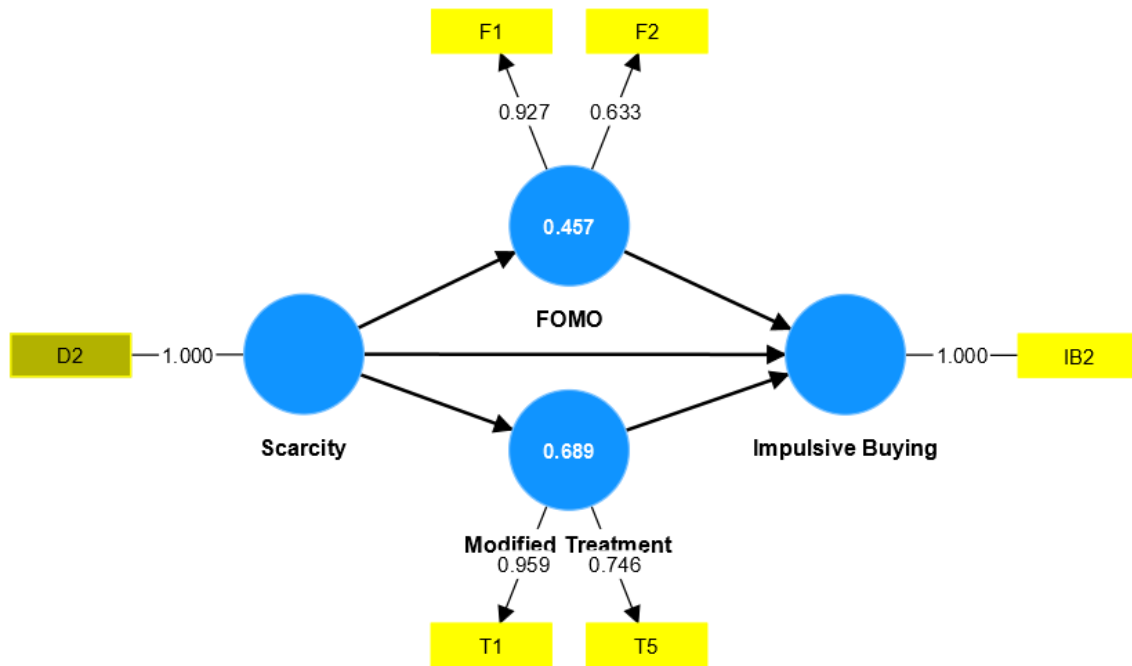 F1 F2
0.927 0.633
0.457
FOMO
D2 1.000 1.000 IB2
Scarcity Impulsive Buying
0.689
Modified Treatment
0.959 0.746
T1 T5